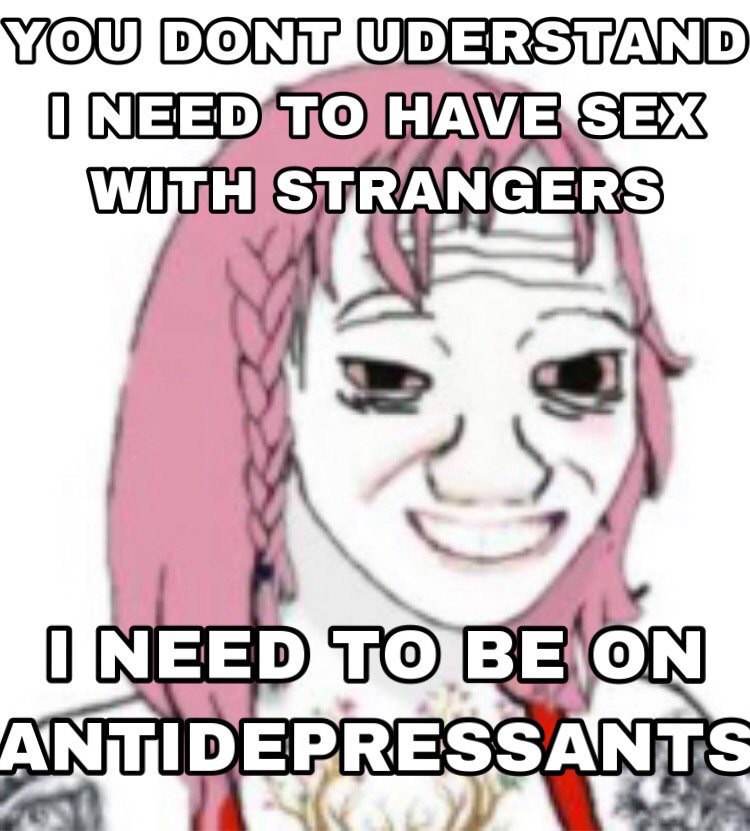 YOU DONT UDERSTAND
I NEED TO HAVE SEX
WITH STRANGERS
I NEED TO BE ON
ANTIDEPRESSANTS